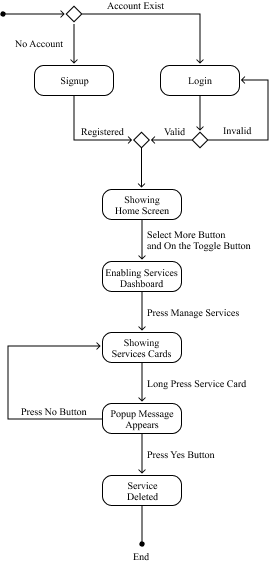 Account Exist
No Account
Signup
Login
Registered
Valid
Invalid
Showing
Home Screen
Select More Button
and On the Toggle Button
Enabling Services
Dashboard
Press Manage Services
Showing
Services Cards
Long Press Service Card
Press No Button
Popup Message
Appears
Press Yes Button
Service
Deleted
End